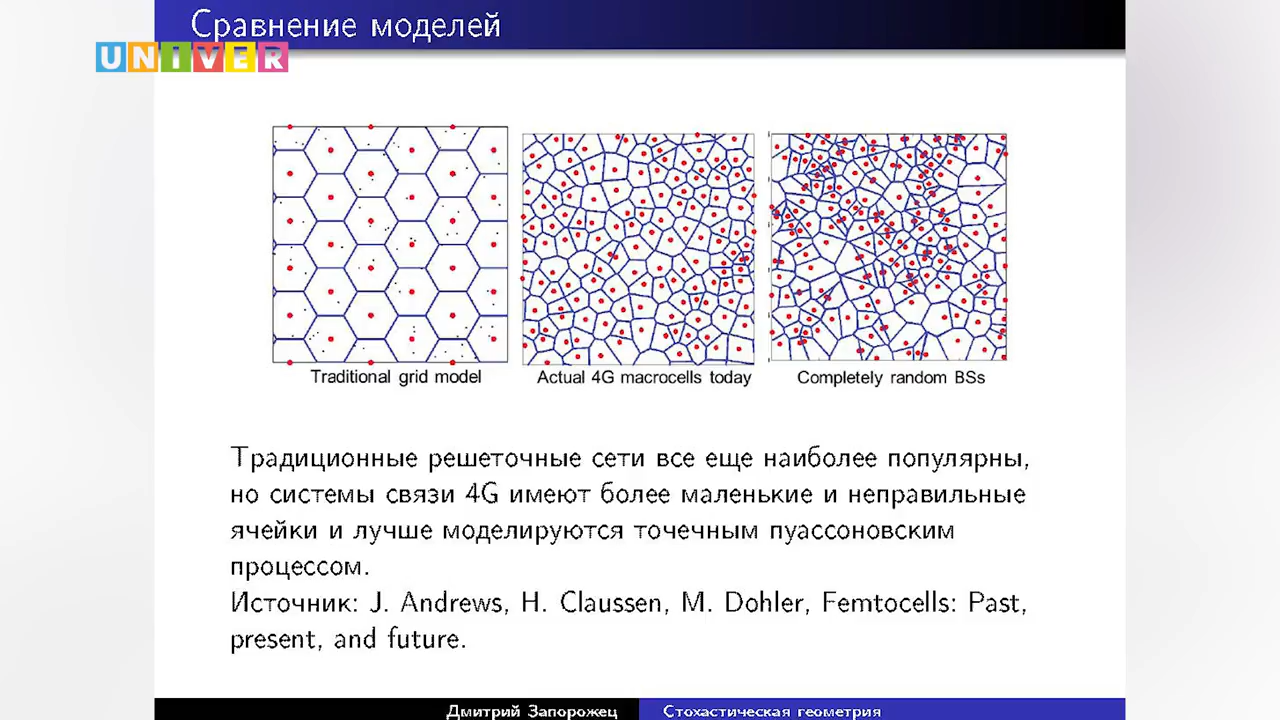 Сравнение моделей
UNIVER
Traditional grid model
Actual 4G macrocells today
Completely random BSs
Традиционные решеточные сети все еще наиболее популярны,
но системы связи 4G имеют более маленькие и неправильные
ячейки и лучше моделируются точечным пуассоновским
процессом.
Источник: J. Andrews, H. Claussen, M. Dohler, Femtocells: Past,
present, and future.
Дмитрий Запорожец
Стохастическая геометрия